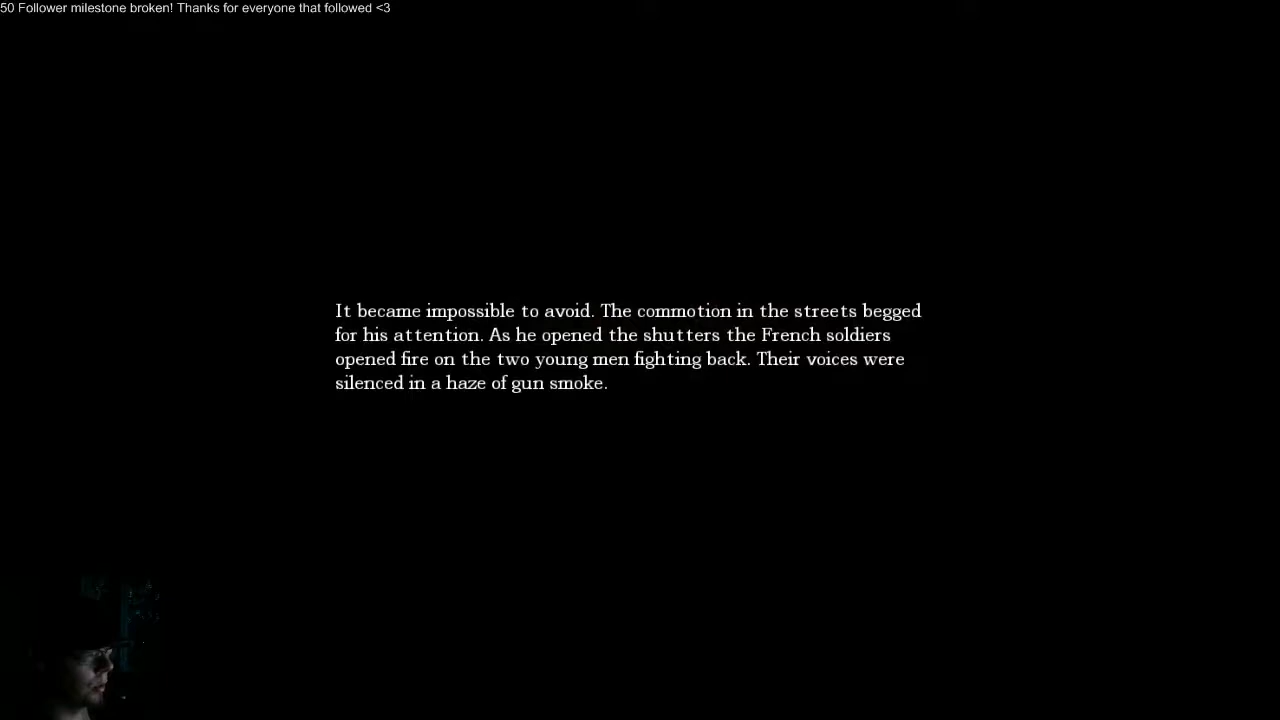 50 Follower milestone broken! Thanks for everyone that followed <3
It became impossible to avoid. The commotion in the streets begged
for his attention. As he opened the shutters the French soldiers
opened fire on the two young men fighting back. Their voices were
silenced in a haze of gun smoke.